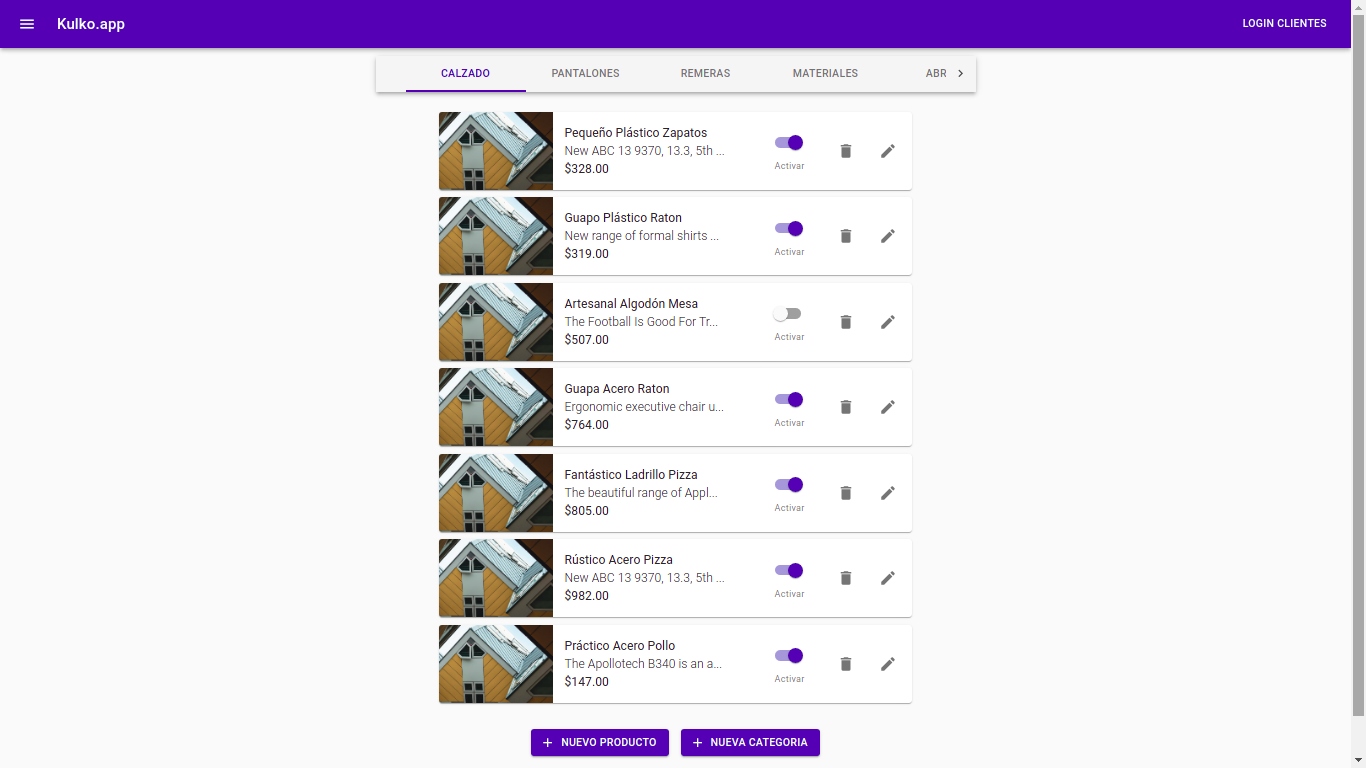 Kulko.app
LOGIN CLIENTES
CALZADO
PANTALONES
REMERAS
MATERIALES
ABR
Pequeño Plástico Zapatos
New ABC 13 9370, 13.3, 5th ...
$328.00
Activar
Guapo Plástico Raton
New range of formal shirts ...
$319.00
Activar
Artesanal Algodón Mesa
The Football Is Good For Tr...
$507.00
Activar
Guapa Acero Raton
Ergonomic executive chair u...
$764.00
Activar
Fantástico Ladrillo Pizza
The beautiful range of Appl...
$805.00
Activar
Rústico Acero Pizza
New ABC 13 9370, 13.3, 5th ...
$982.00
Activar
Práctico Acero Pollo
The Apollotech B340 is an a...
$147.00
Activar
NUEVO PRODUCTO
NUEVA CATEGORIA